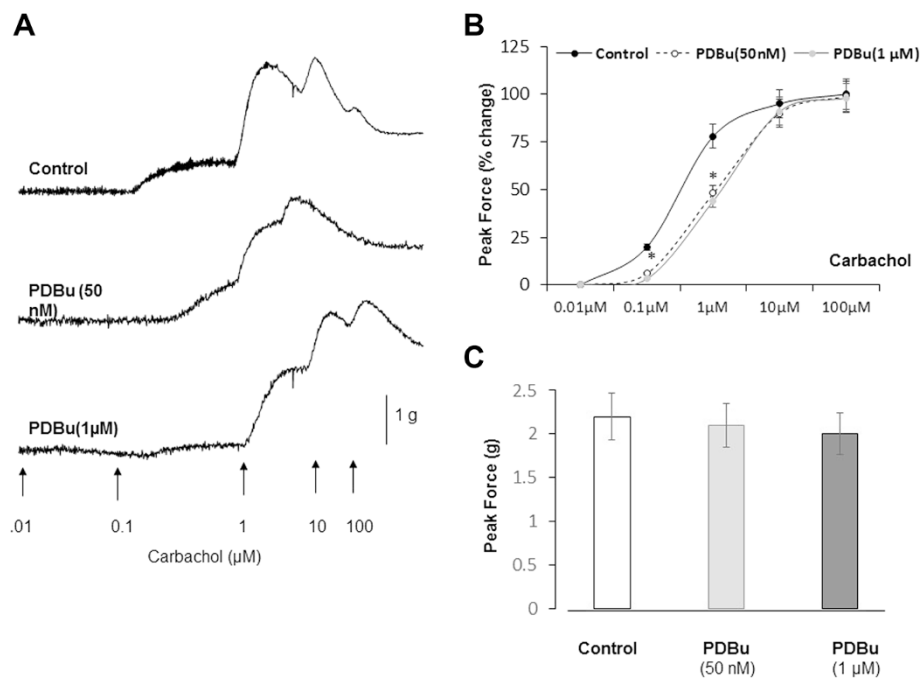 A
Control
PDBu (50
nM)
PDBu(1µM)
1 g
.01 0.1 1 10 100
Carbachol (µM)
B
Control PDBu(50nM) PDBu(1 µM)
Peak Force (% change)
125
100
75
50
25
0
*
*
Carbachol
0.01µM 0.1µM 1µM 10µM 100µM
C
Peak Force (g)
2.5
2
1.5
1
0.5
0
Control PDBu PDBu
(50 nM) (1 µM)